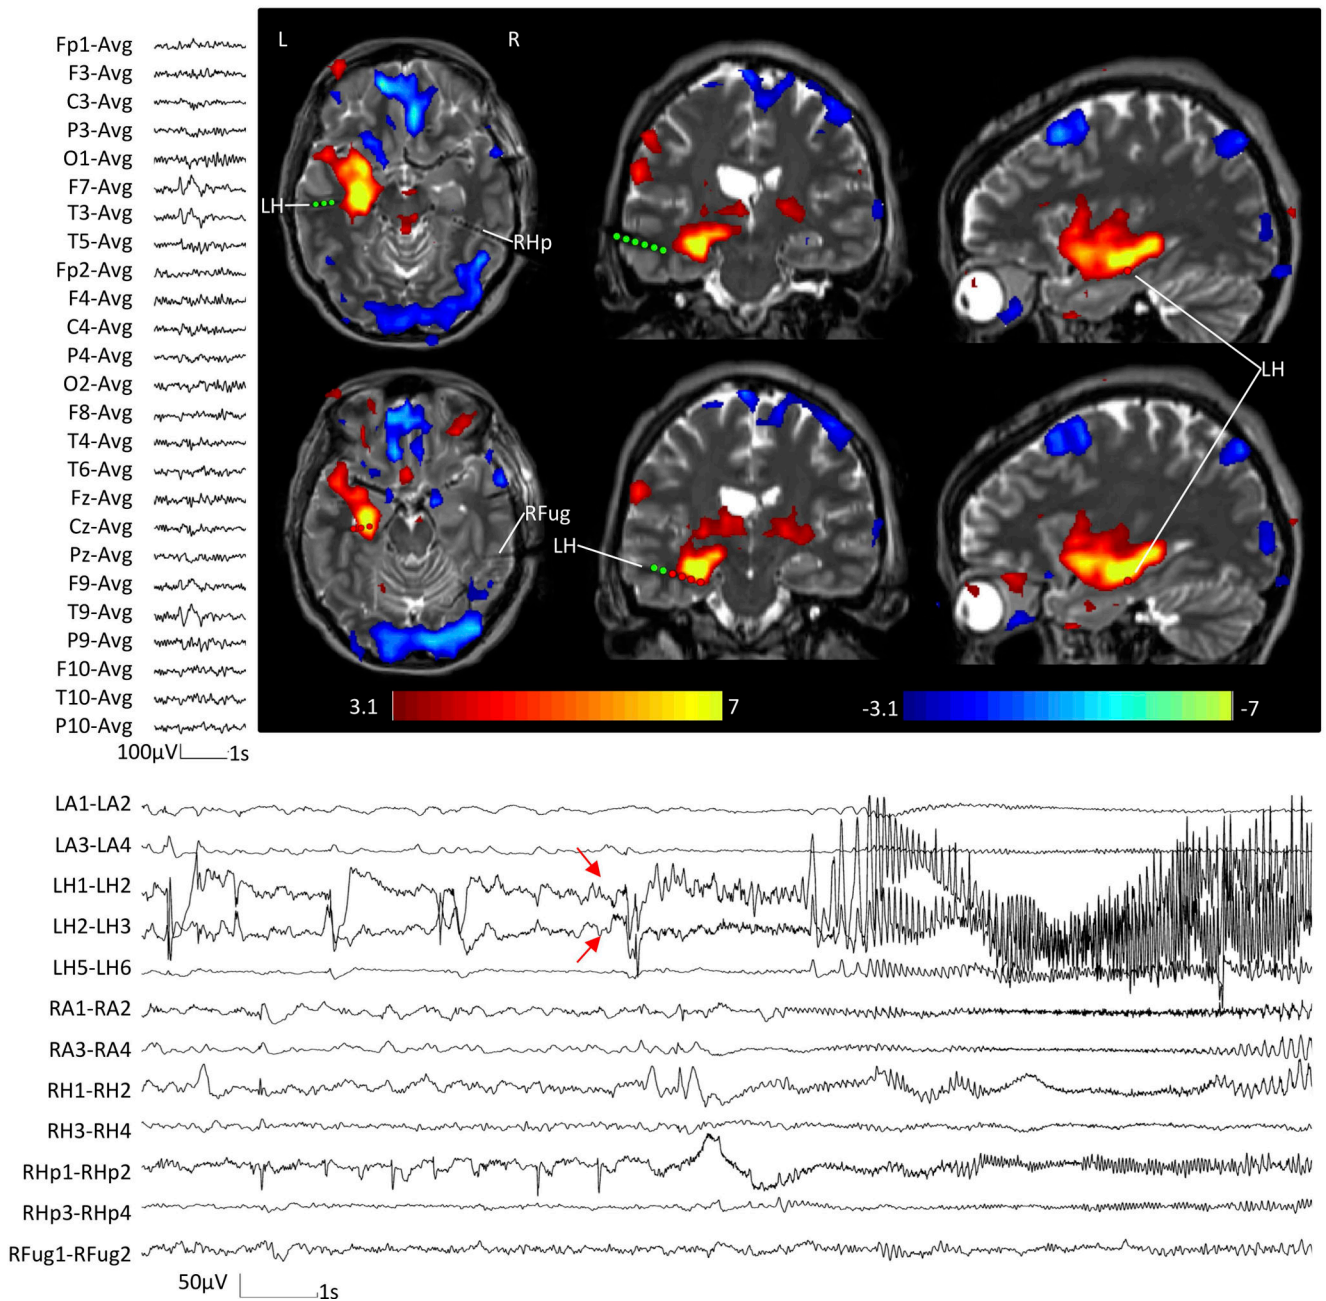 Fp1-Avg
F3-Avg
C3-Avg
P3-Avg
O1-Avg
F7-Avg
T3-Avg
T5-Avg
Fp2-Avg
F4-Avg
C4-Avg
P4-Avg
O2-Avg
F8-Avg
T4-Avg
T6-Avg
Fz-Avg
Cz-Avg
Pz-Avg
F9-Avg
T9-Avg
P9-Avg
F10-Avg
T10-Avg
P10-Avg
100µV 1s
L R
LH
RHp
LH
RFug
LH
3.1 7 -3.1 -7
LA1-LA2
LA3-LA4
LH1-LH2
LH2-LH3
LH5-LH6
RA1-RA2
RA3-RA4
RH1-RH2
RH3-RH4
RHp1-RHp2
RHp3-RHp4
RFug1-RFug2
50µV 1s